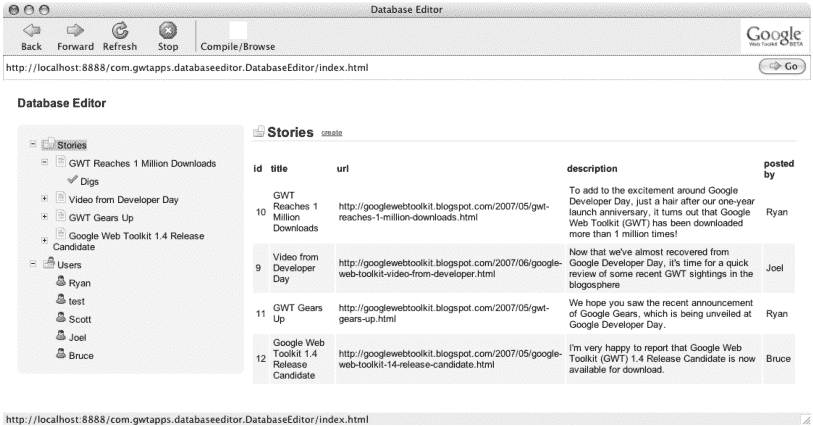 Database Editor
Back Forward Refresh Stop Compile/Browse
Google
Web Toolkit BETA
http://localhost:8888/com.gwtapps.databaseeditor.DatabaseEditor/index.html
Go
Database Editor
Stories
GWT Reaches 1 Million Downloads
Digs
Video from Developer Day
GWT Gears Up
Google Web Toolkit 1.4 Release
Candidate
Users
Ryan
test
Scott
Joel
Bruce
Stories create
id title url description posted
by
10
GWT
Reaches 1
Million
Downloads
http://googlewebtoolkit.blogspot.com/2007/05/gwt-
reaches-1-million-downloads.html
To add to the excitement around Google
Developer Day, just a hair after our one-year
launch anniversary, it turns out that Google
Web Toolkit (GWT) has been downloaded
more than 1 million times!
Ryan
9
Video from
Developer
Day
http://googlewebtoolkit.blogspot.com/2007/06/google-
web-toolkit-video-from-developer.html
Now that we've almost recovered from
Google Developer Day, it's time for a quick
review of some recent GWT sightings in the
blogosphere
Joel
11
GWT Gears
Up
http://googlewebtoolkit.blogspot.com/2007/05/gwt-
gears-up.html
We hope you saw the recent announcement
of Google Gears, which is being unveiled at
Google Developer Day.
Ryan
12
Google Web
Toolkit 1.4
Release
Candidate
http://googlewebtoolkit.blogspot.com/2007/05/google-
web-toolkit-14-release-candidate.html
I'm very happy to report that Google Web
Toolkit (GWT) 1.4 Release Candidate is now
available for download.
Bruce
http://localhost:8888/com.gwtapps.databaseeditor.DatabaseEditor/index.html